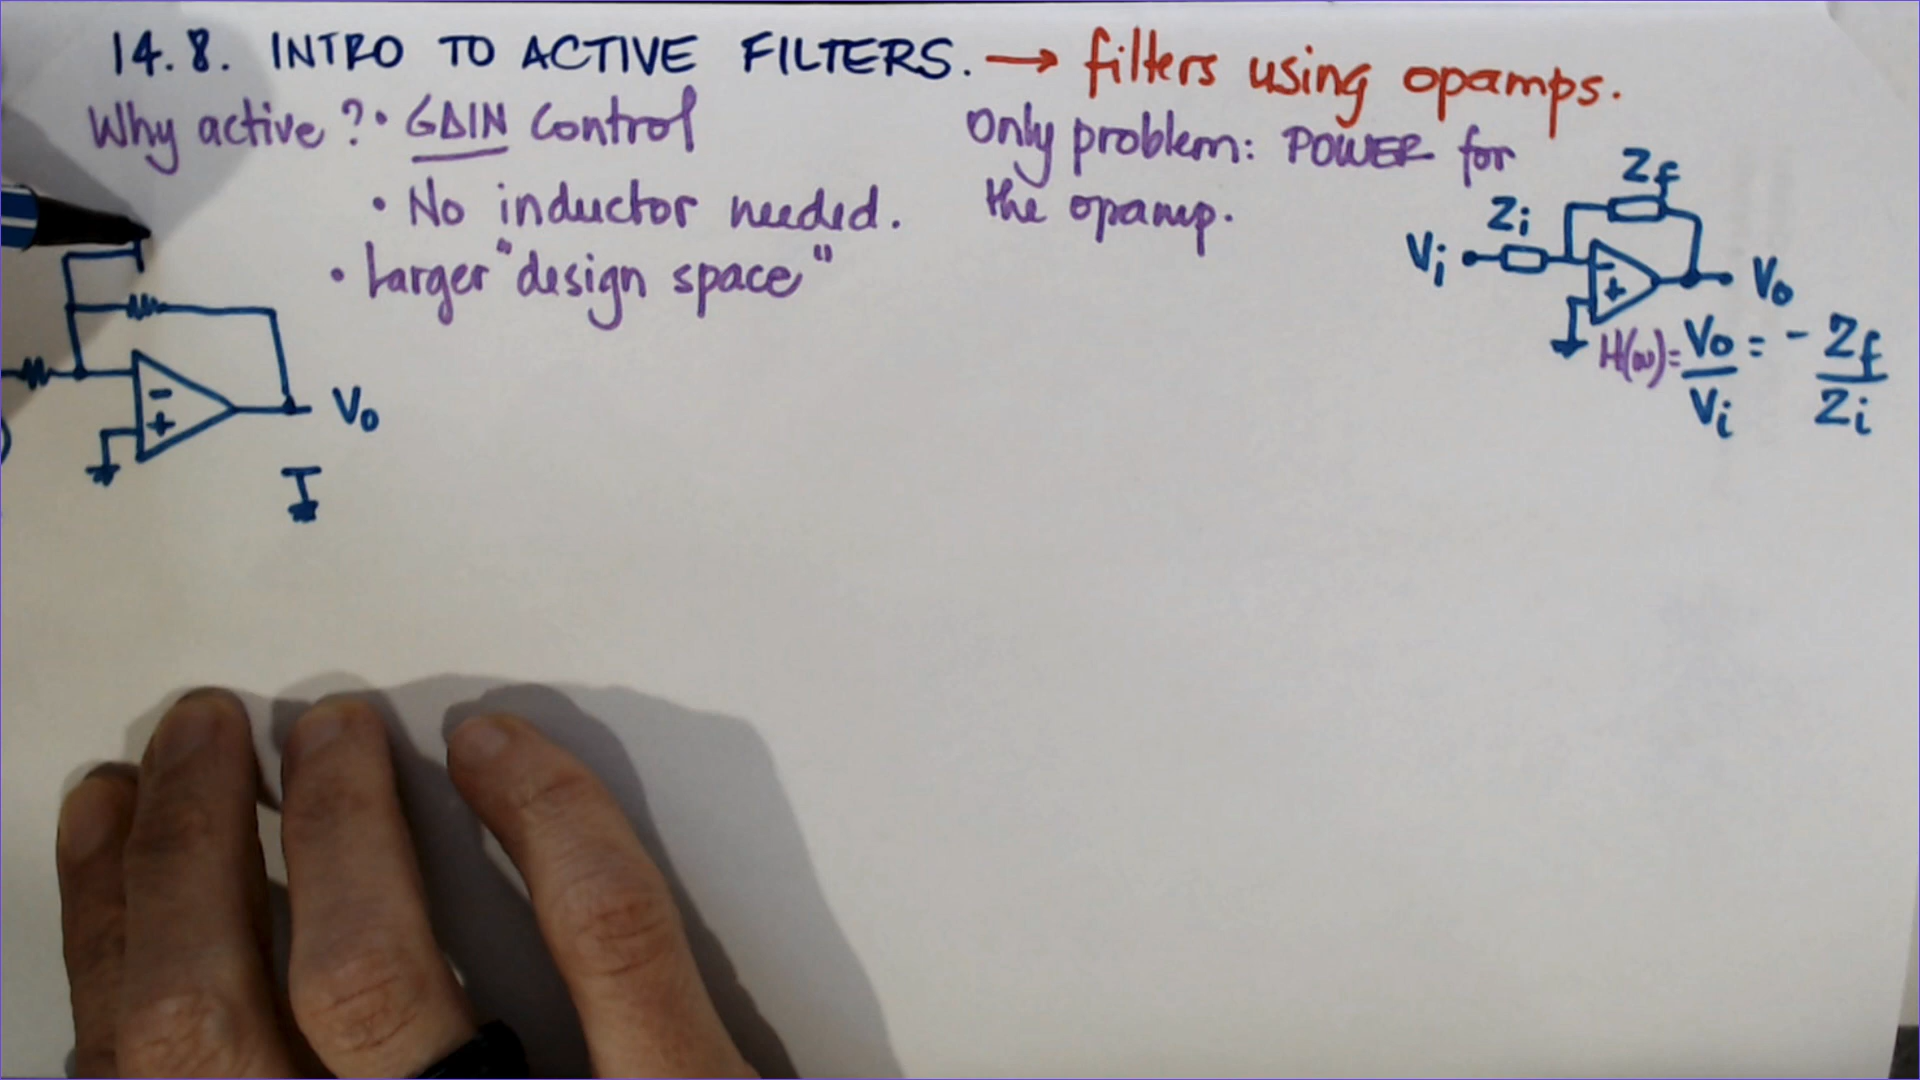 14.8. INTRO TO ACTIVE FILTERS. → filters using opamps.
Why active? • GAIN control
• No inductor needed.
• Larger "design space"
Only problem: POWER for
the opamp.
Zf
Zi
Vi
-
+
Vo
H(ω) = Vo/Vi = - Zf/Zi
-
+
Vo